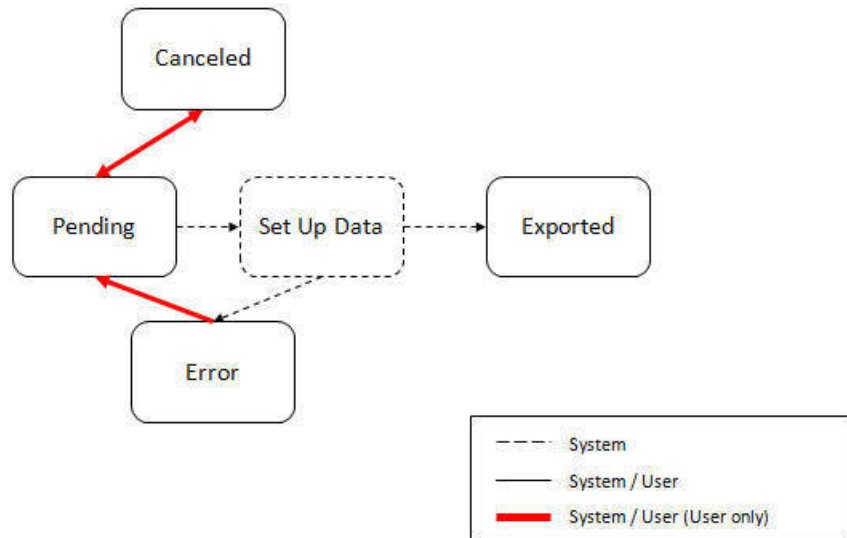 Canceled
Pending
Set Up Data
Exported
Error
System
System / User
System / User (User only)